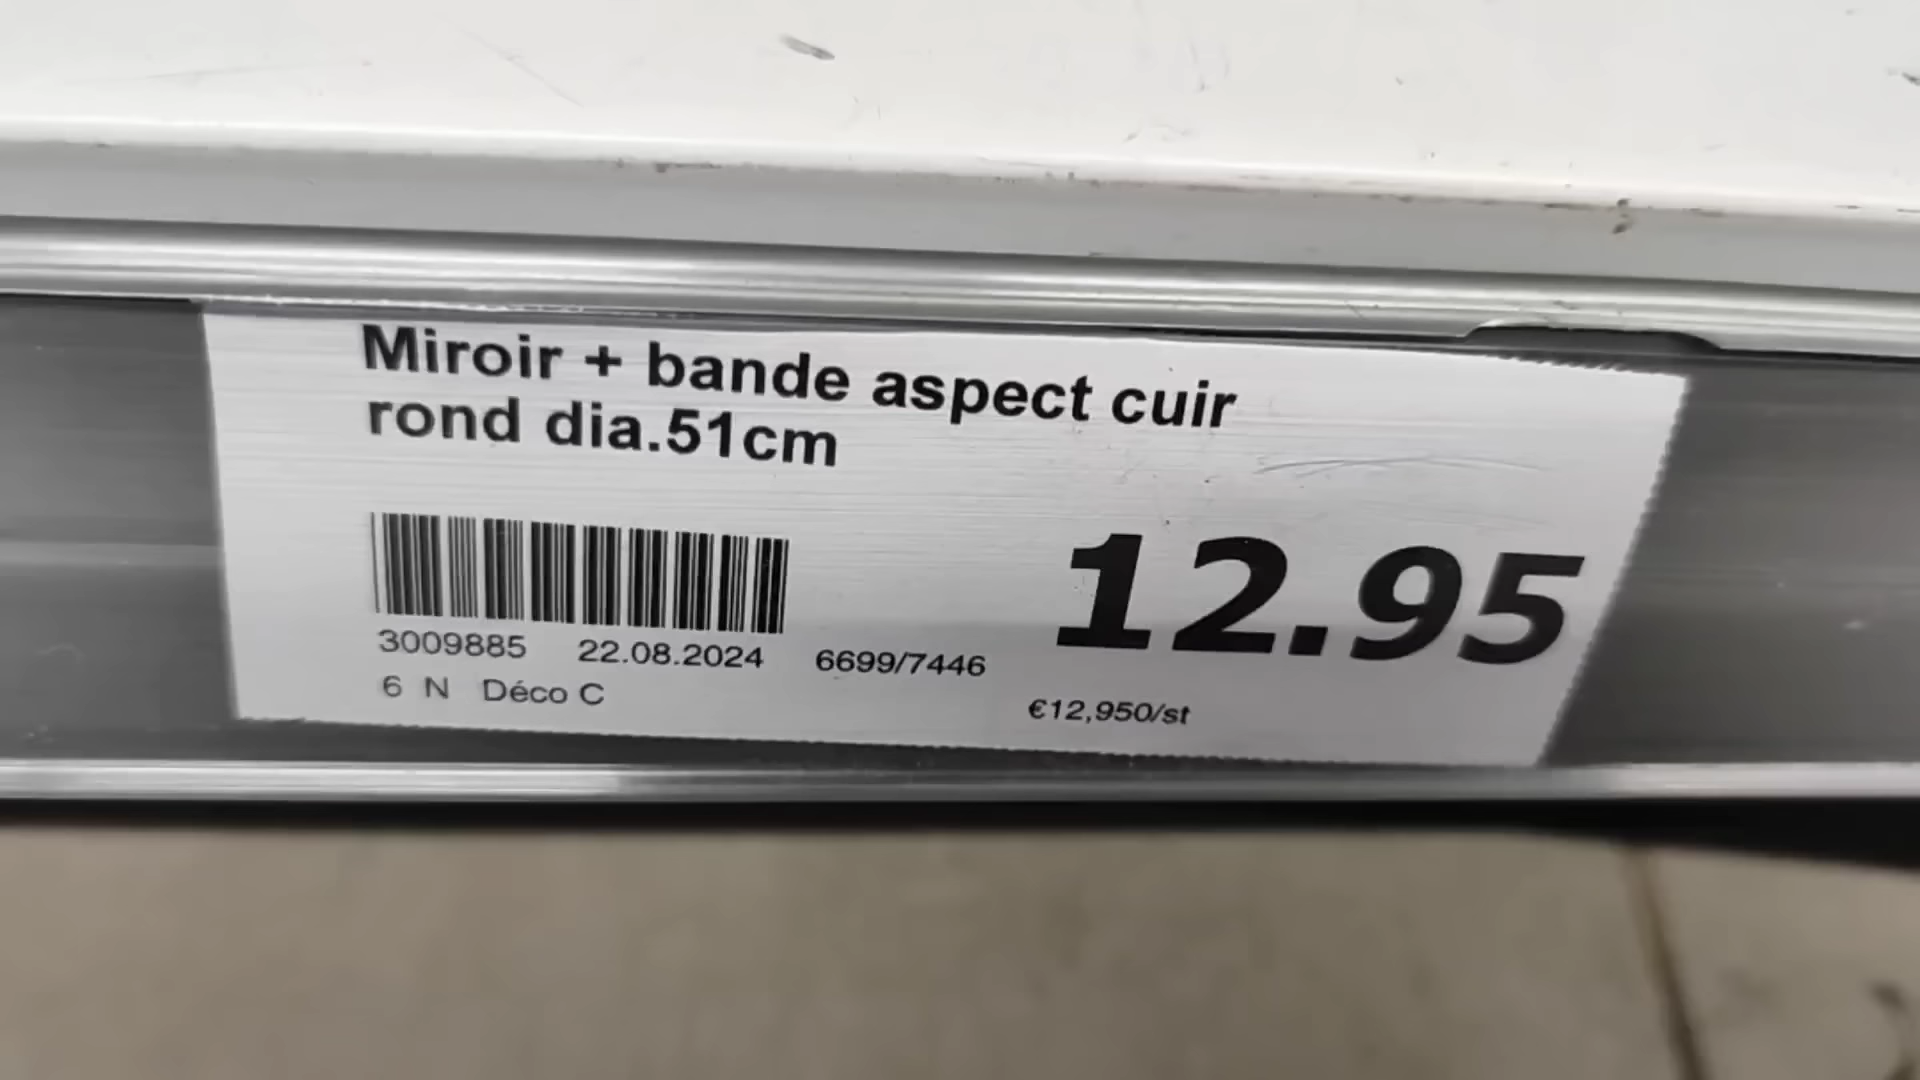 Miroir + bande aspect cuir
rond dia.51cm
12.95
3009885 22.08.2024 6699/7446
6 N Déco C
€12,950/st